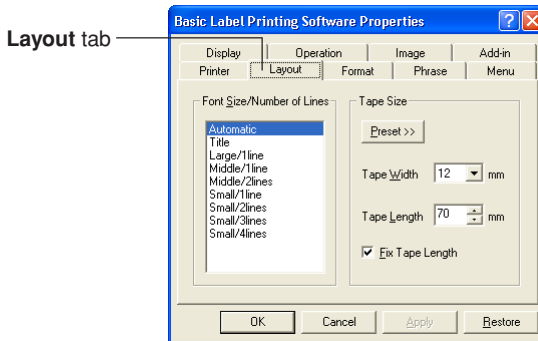 Basic Label Printing Software Properties
Layout tab
Display Operation Image Add-in
Printer Layout Format Phrase Menu
Font Size/Number of Lines
Automatic
Title
Large/1line
Middle/1line
Middle/2lines
Small/1line
Small/2lines
Small/3lines
Small/4lines
Tape Size
Preset >>
Tape Width 12 mm
Tape Length 70 mm
Fix Tape Length
OK Cancel Apply Restore